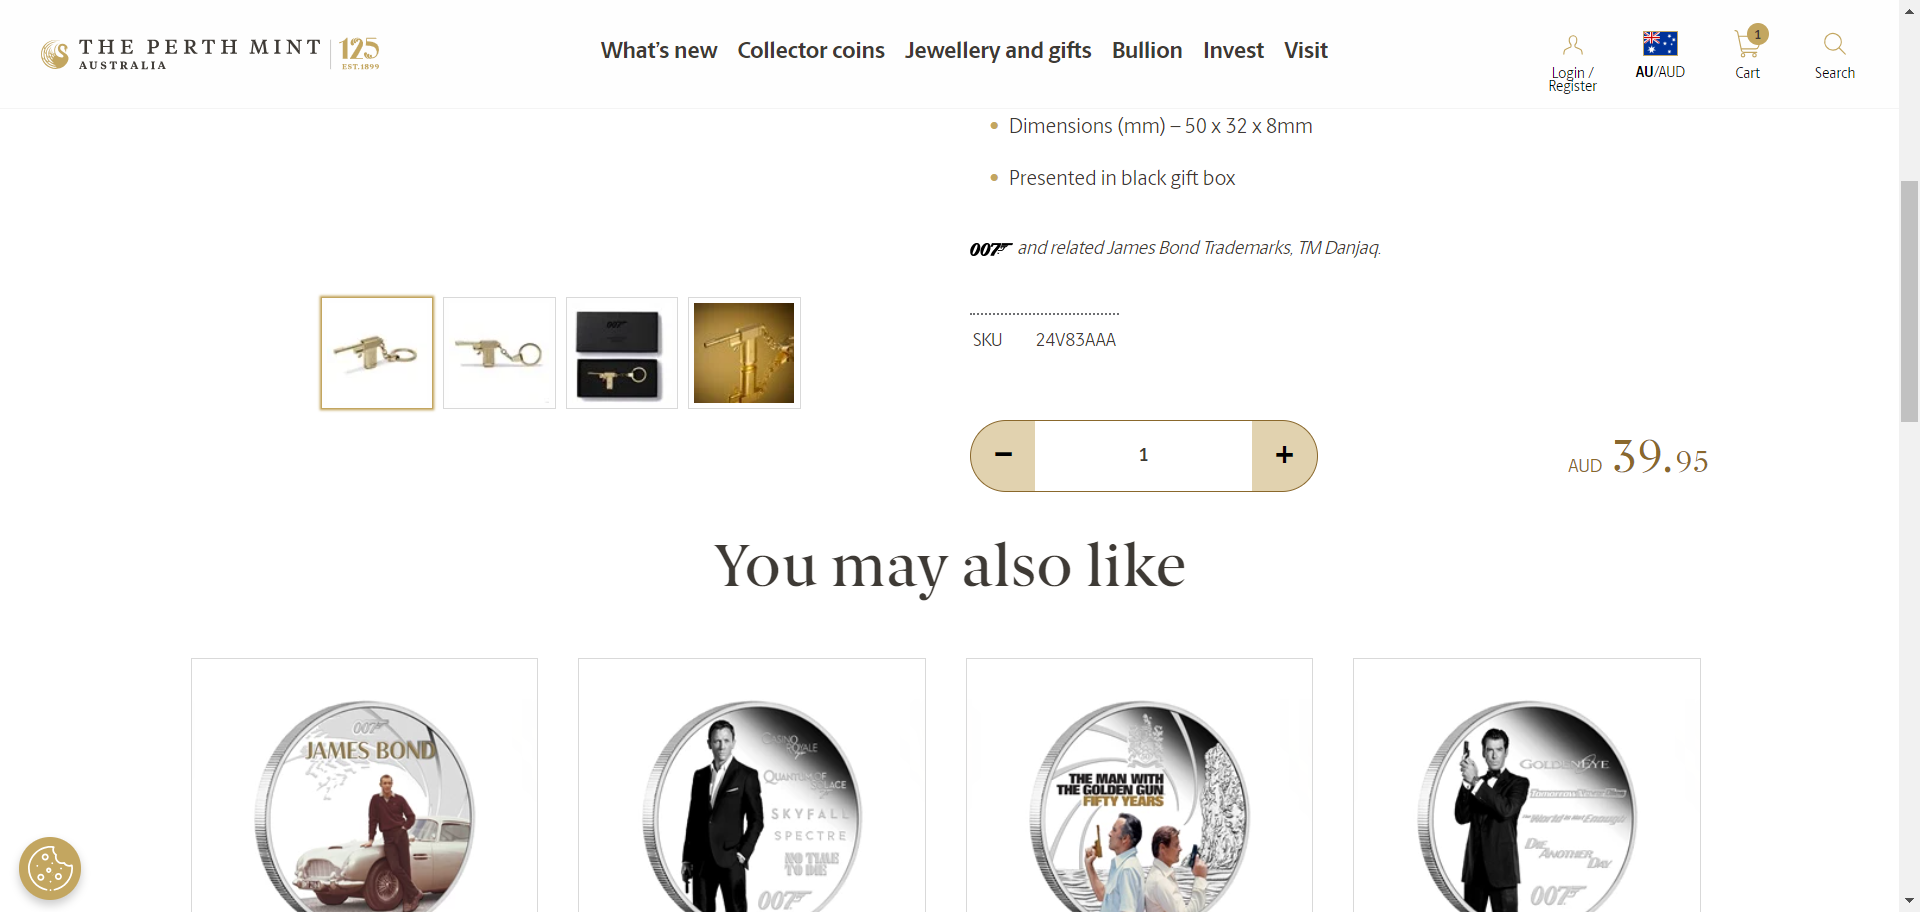 THE PERTH MINT
AUSTRALIA
125
EST.1899
What's new
Collector coins
Jewellery and gifts
Bullion
Invest
Visit
Login /
Register
AU/AUD
1
Cart
Search
Dimensions (mm) – 50 x 32 x 8mm
Presented in black gift box
007 and related James Bond Trademarks, TM Danjaq.
007
SKU 24V83AAA
−
1
+
AUD 39.95
You may also like
007
JAMES BOND
CASINO
ROYALE
QUANTUM OF
SOLACE
SKYFALL
SPECTRE
NO TIME
TO DIE
007
THE MAN WITH
THE GOLDEN GUN
FIFTY YEARS
GOLDENEYE
Tomorrow Never Dies
The World Is Not Enough
DIE
ANOTHER
DAY
007